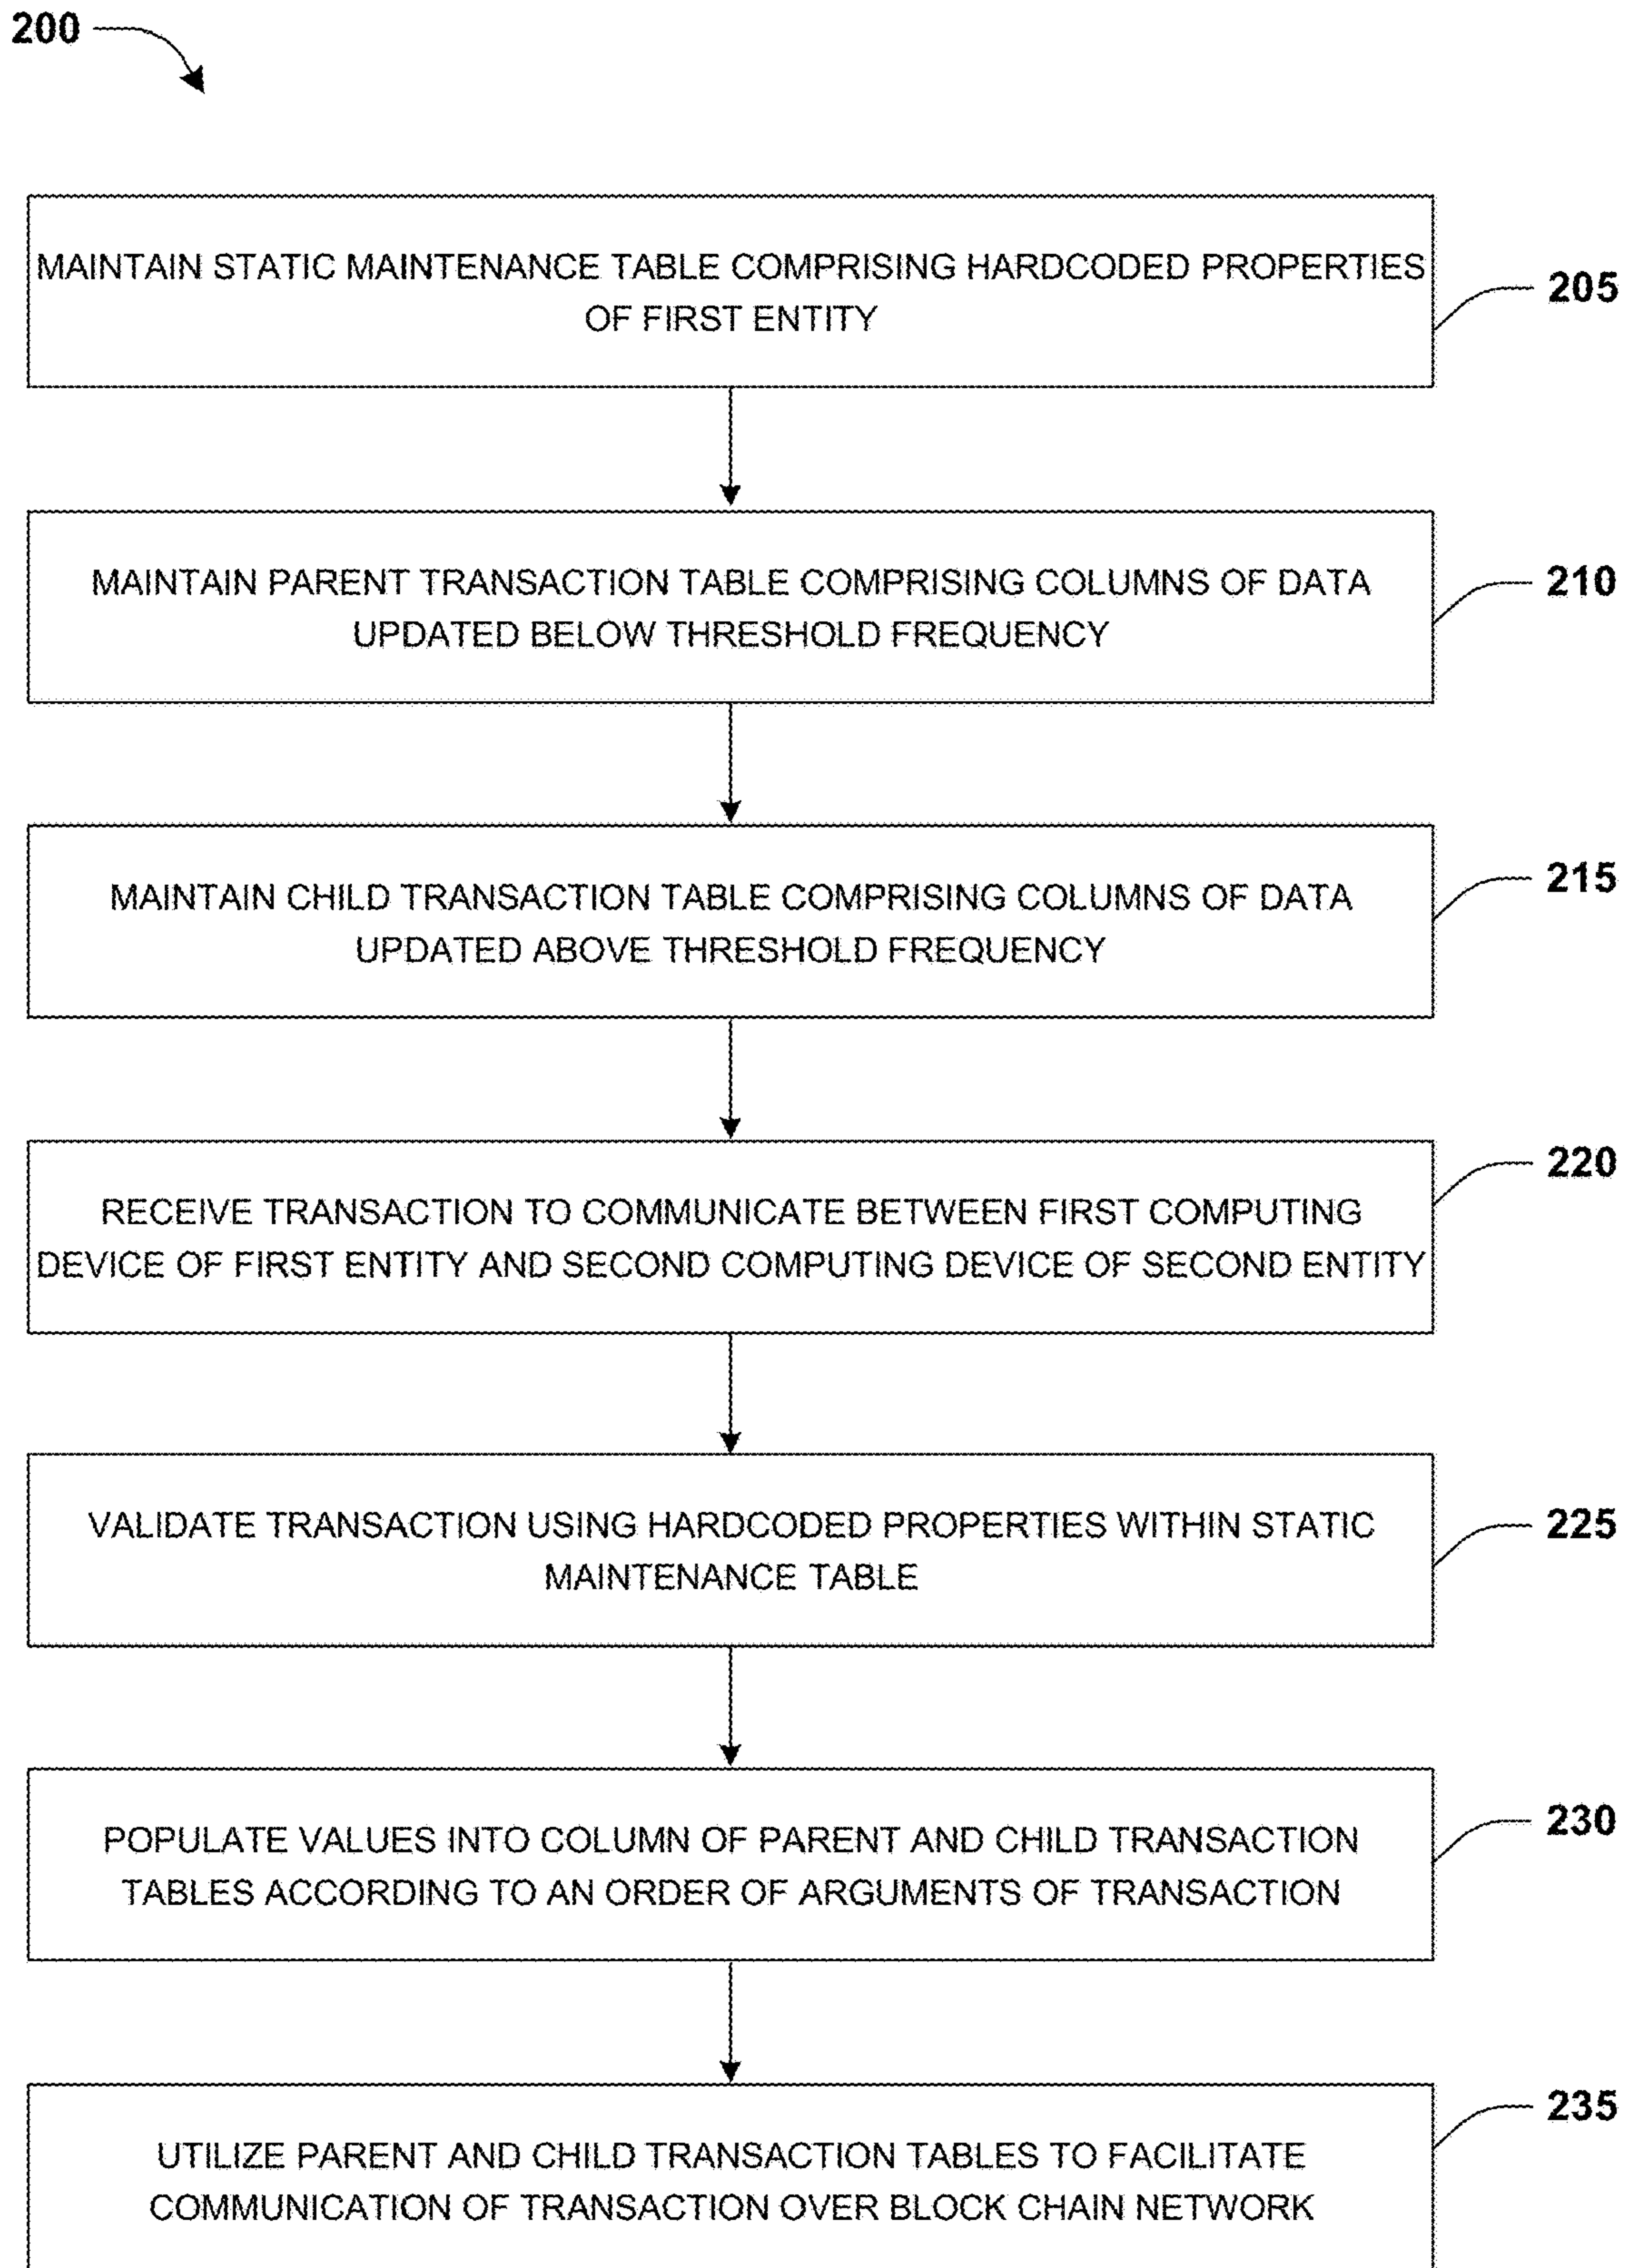 200
MAINTAIN STATIC MAINTENANCE TABLE COMPRISING HARDCODED PROPERTIES
OF FIRST ENTITY
205
MAINTAIN PARENT TRANSACTION TABLE COMPRISING COLUMNS OF DATA
UPDATED BELOW THRESHOLD FREQUENCY
210
MAINTAIN CHILD TRANSACTION TABLE COMPRISING COLUMNS OF DATA
UPDATED ABOVE THRESHOLD FREQUENCY
215
RECEIVE TRANSACTION TO COMMUNICATE BETWEEN FIRST COMPUTING
DEVICE OF FIRST ENTITY AND SECOND COMPUTING DEVICE OF SECOND ENTITY
220
VALIDATE TRANSACTION USING HARDCODED PROPERTIES WITHIN STATIC
MAINTENANCE TABLE
225
POPULATE VALUES INTO COLUMN OF PARENT AND CHILD TRANSACTION
TABLES ACCORDING TO AN ORDER OF ARGUMENTS OF TRANSACTION
230
UTILIZE PARENT AND CHILD TRANSACTION TABLES TO FACILITATE
COMMUNICATION OF TRANSACTION OVER BLOCK CHAIN NETWORK
235